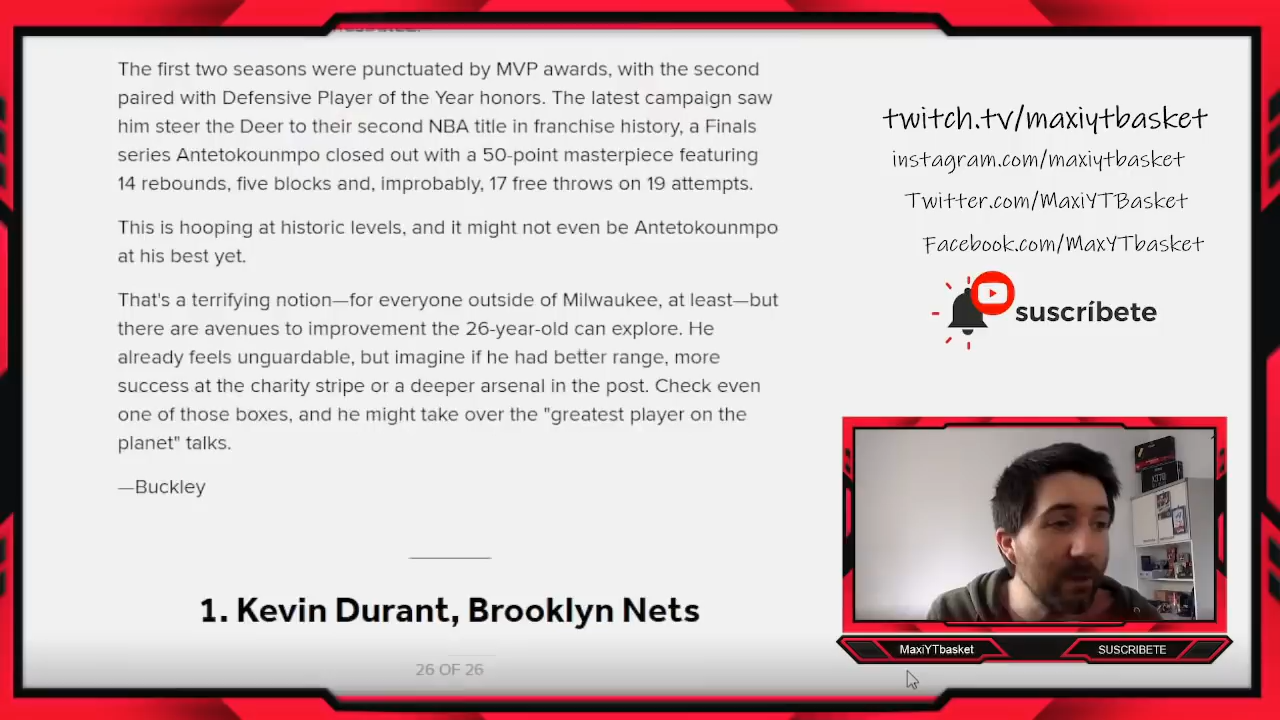 The first two seasons were punctuated by MVP awards, with the second
paired with Defensive Player of the Year honors. The latest campaign saw
him steer the Deer to their second NBA title in franchise history, a Finals
series Antetokounmpo closed out with a 50-point masterpiece featuring
14 rebounds, five blocks and, improbably, 17 free throws on 19 attempts.
This is hooping at historic levels, and it might not even be Antetokounmpo
at his best yet.
That's a terrifying notion—for everyone outside of Milwaukee, at least—but
there are avenues to improvement the 26-year-old can explore. He
already feels unguardable, but imagine if he had better range, more
success at the charity stripe or a deeper arsenal in the post. Check even
one of those boxes, and he might take over the "greatest player on the
planet" talks.
—Buckley
1. Kevin Durant, Brooklyn Nets
26 OF 26
twitch.tv/maxiytbasket
instagram.com/maxiytbasket
Twitter.com/MaxiYTBasket
Facebook.com/MaxYTbasket
suscríbete
MaxiYTbasket
SUSCRIBETE